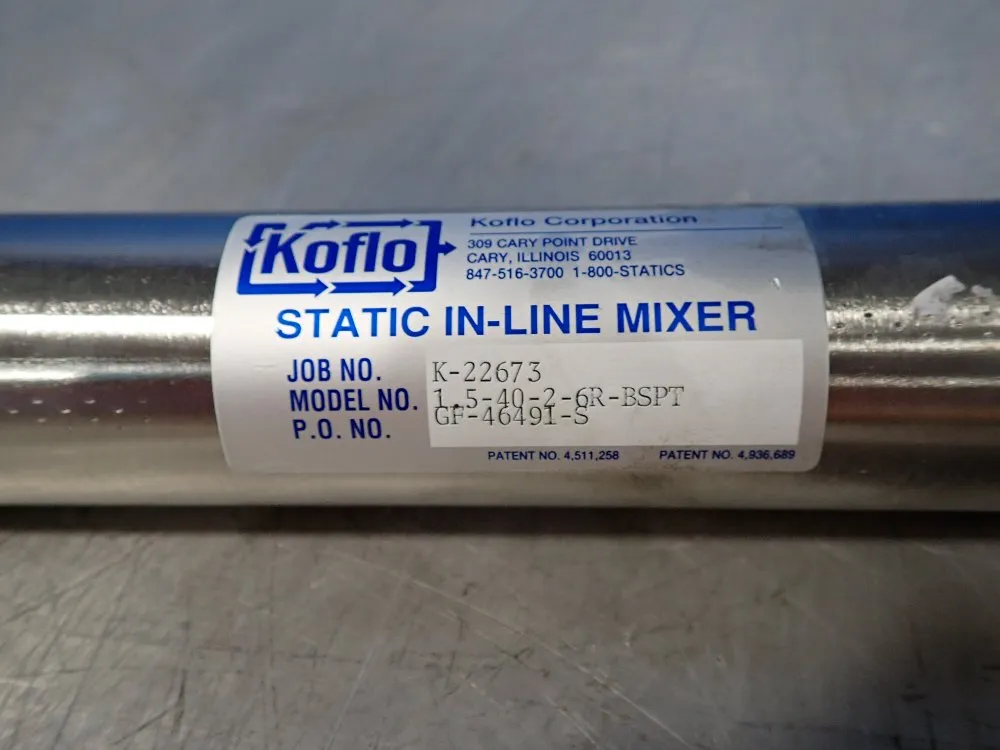 Koflo
Koflo Corporation
309 CARY POINT DRIVE
CARY, ILLINOIS 60013
847-516-3700 1-800-STATICS
STATIC IN-LINE MIXER
JOB NO. K-22673
MODEL NO. 1.5-40-2-6R-BSPT
P.O. NO. GF-46491-S
PATENT NO. 4,511,258 PATENT NO. 4,936,689